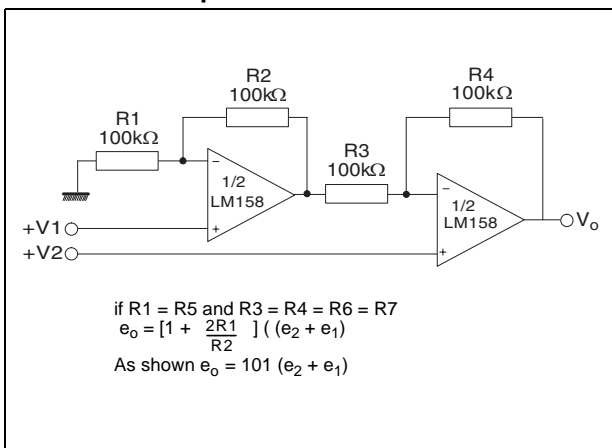 R2
100kΩ
R4
100kΩ
R1
100kΩ
R3
100kΩ
1/2
LM158
1/2
LM158
+V1
+V2
Vo
if R1 = R5 and R3 = R4 = R6 = R7
eo = [1 + 2R1/R2 ] ( (e2 + e1)
As shown eo = 101 (e2 + e1)